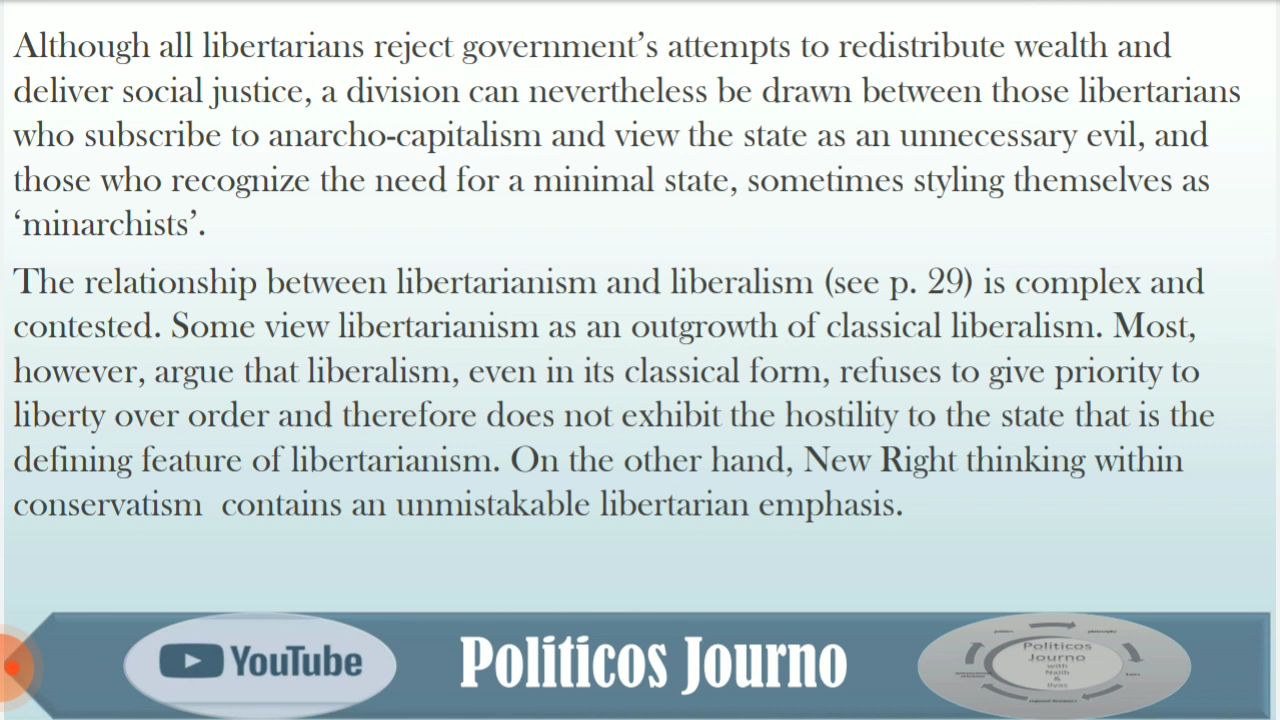 Although all libertarians reject government’s attempts to redistribute wealth and
deliver social justice, a division can nevertheless be drawn between those libertarians
who subscribe to anarcho-capitalism and view the state as an unnecessary evil, and
those who recognize the need for a minimal state, sometimes styling themselves as
‘minarchists’.
The relationship between libertarianism and liberalism (see p. 29) is complex and
contested. Some view libertarianism as an outgrowth of classical liberalism. Most,
however, argue that liberalism, even in its classical form, refuses to give priority to
liberty over order and therefore does not exhibit the hostility to the state that is the
defining feature of libertarianism. On the other hand, New Right thinking within
conservatism  contains an unmistakable libertarian emphasis.
YouTube
Politicos Journo
politics
philosophy
Politicos
Journo
with
Najib
&
Ilyas